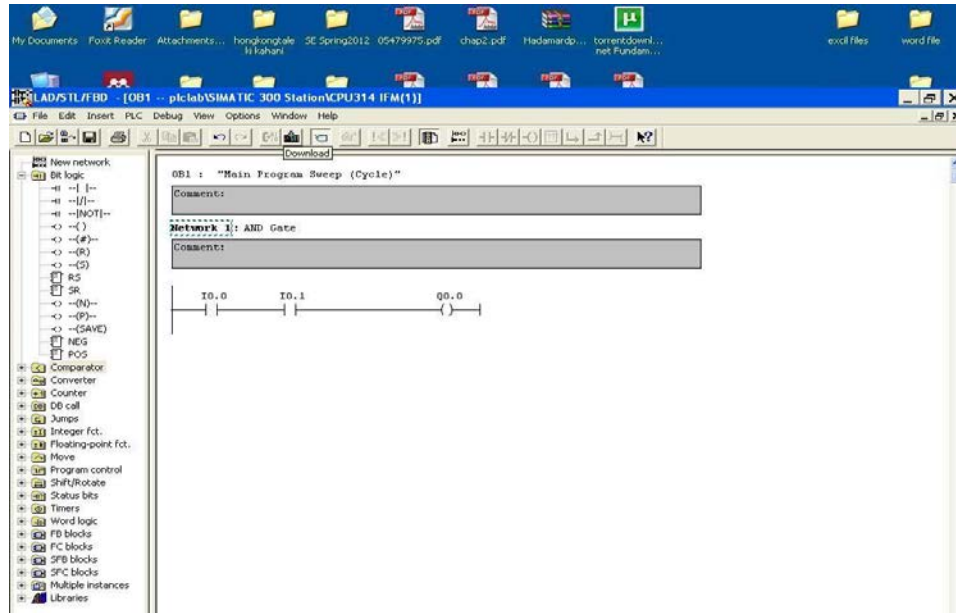 My Documents
Foxit Reader
Attachments...
hongkongtale
ki kahani
SE Spring2012
05479975.pdf
chap2.pdf
Hadamardp...
torrentdownl...
net Fundam...
excil files
word file
LAD/STL/FBD - [OB1 -- plclab\SIMATIC 300 Station\CPU314 IFM(1)]
File Edit Insert PLC Debug View Options Window Help
Download
New network
Bit logic
--| |--
--|/|--
--|NOT|--
--( )
--(#)--
--(R)
--(S)
RS
SR
--(N)--
--(P)--
--(SAVE)
NEG
POS
Comparator
Converter
Counter
DB call
Jumps
Integer fct.
Floating-point fct.
Move
Program control
Shift/Rotate
Status bits
Timers
Word logic
FB blocks
FC blocks
SFB blocks
SFC blocks
Multiple instances
Libraries
OB1 : "Main Program Sweep (Cycle)"
Comment:
Network 1: AND Gate
Comment:
I0.0 I0.1 Q0.0